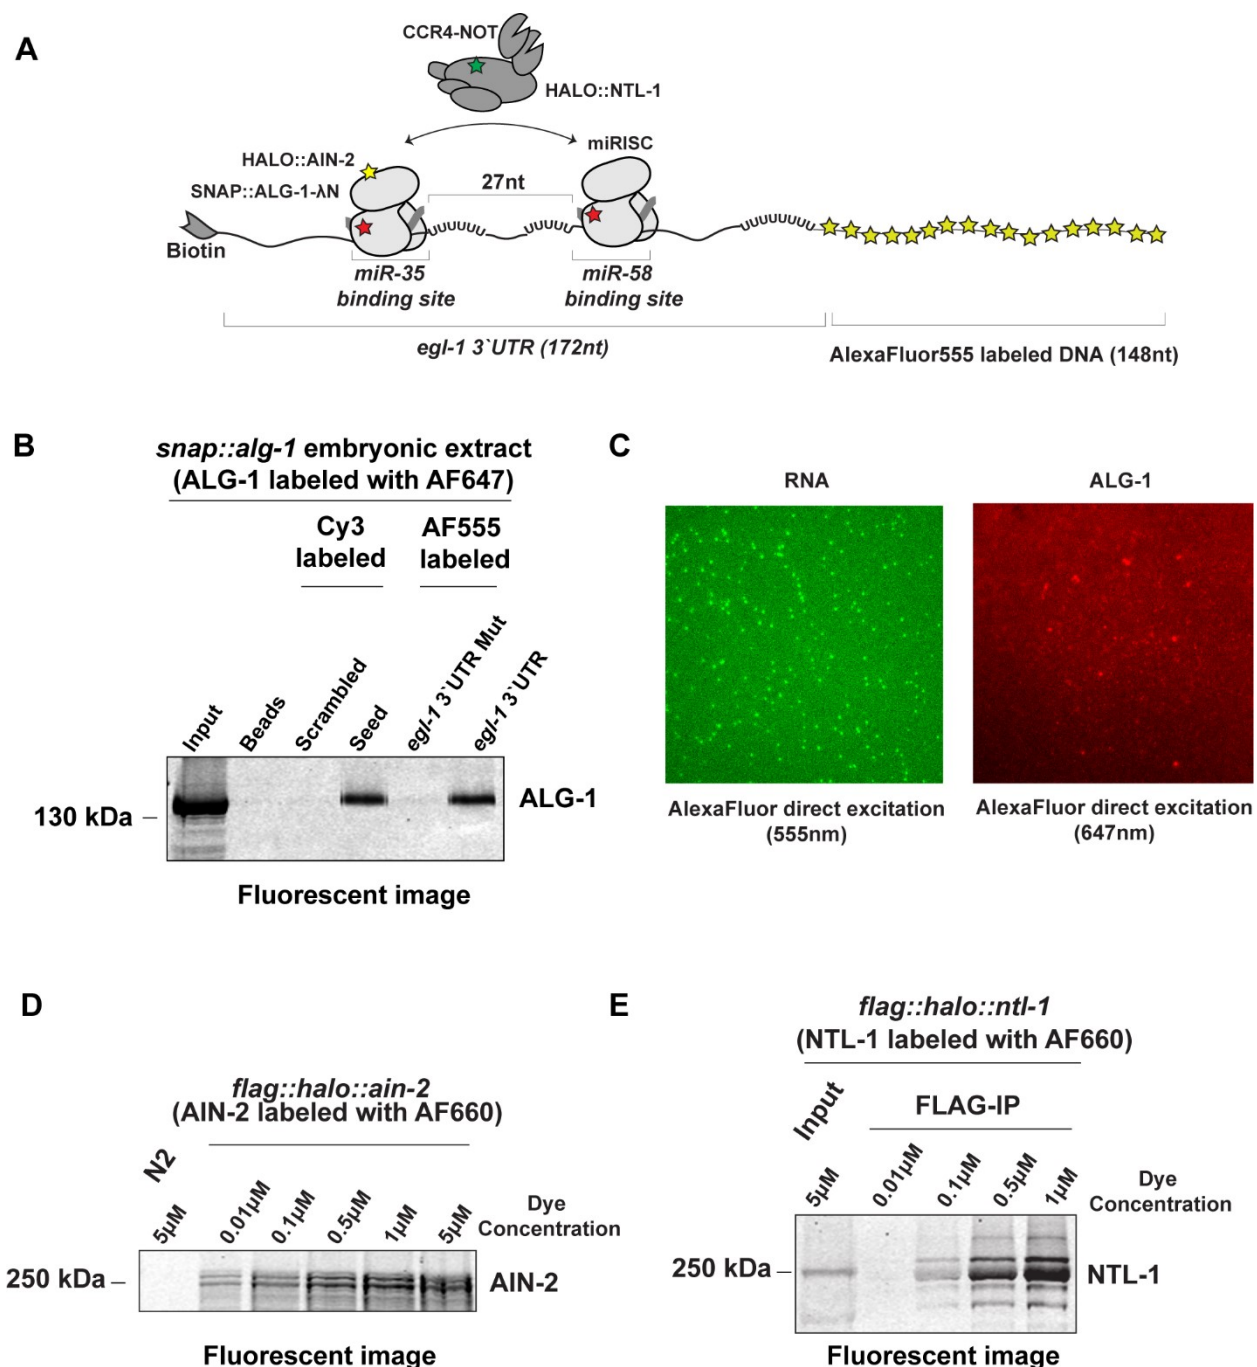 A
CCR4-NOT
HALO::NTL-1
miRISC
HALO::AIN-2
SNAP::ALG-1-λN
27nt
Biotin
miR-35
binding site
miR-58
binding site
egl-1 3`UTR (172nt)
AlexaFluor555 labeled DNA (148nt)
B
snap::alg-1 embryonic extract
(ALG-1 labeled with AF647)
Cy3
labeled
AF555
labeled
Input
Beads
Scrambled
Seed
egl-1 3`UTR Mut
egl-1 3`UTR
130 kDa
ALG-1
Fluorescent image
C
RNA
ALG-1
AlexaFluor direct excitation
(555nm)
AlexaFluor direct excitation
(647nm)
D
flag::halo::ain-2
(AIN-2 labeled with AF660)
N2
5µM
0.01µM
0.1µM
0.5µM
1µM
5µM
Dye
Concentration
250 kDa
AIN-2
Fluorescent image
E
flag::halo::ntl-1
(NTL-1 labeled with AF660)
Input
FLAG-IP
5µM
0.01µM
0.1µM
0.5µM
1µM
Dye
Concentration
250 kDa
NTL-1
Fluorescent image